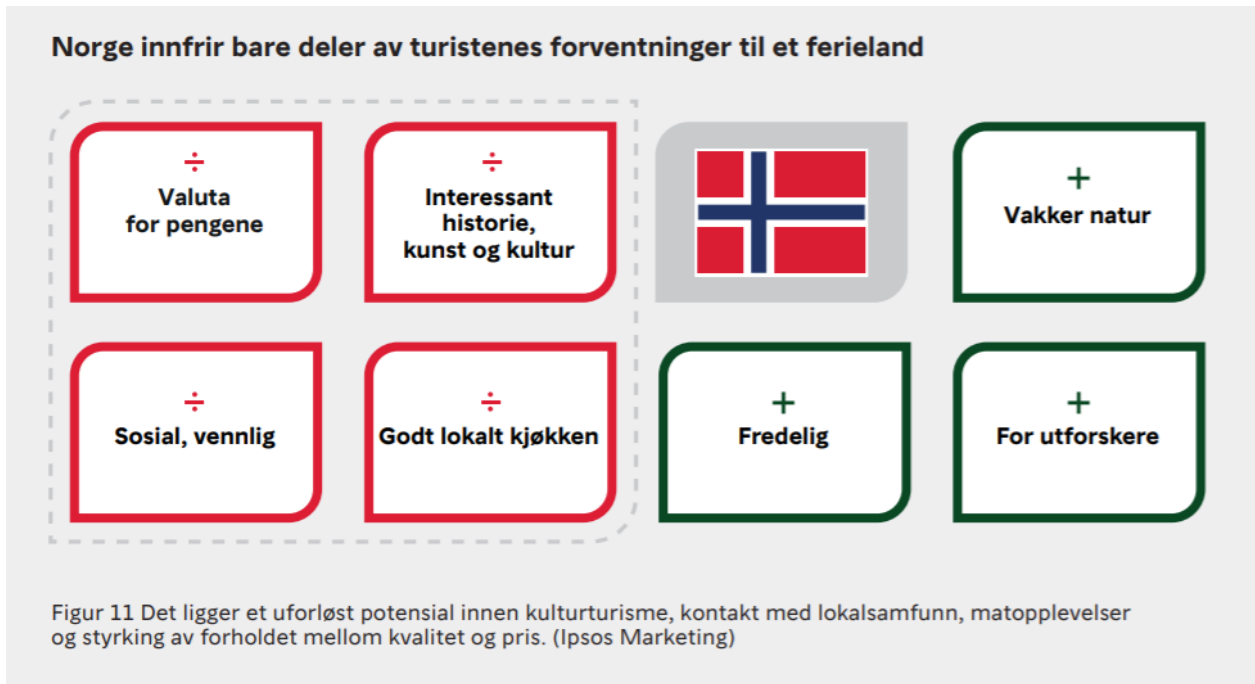 Norge innfrir bare deler av turistenes forventninger til et ferieland
÷
Valuta
for pengene
÷
Interessant
historie,
kunst og kultur
+
Vakker natur
÷
Sosial, vennlig
÷
Godt lokalt kjøkken
+
Fredelig
+
For utforskere
Figur 11 Det ligger et uforløst potensial innen kulturturisme, kontakt med lokalsamfunn, matopplevelser
og styrking av forholdet mellom kvalitet og pris. (Ipsos Marketing)